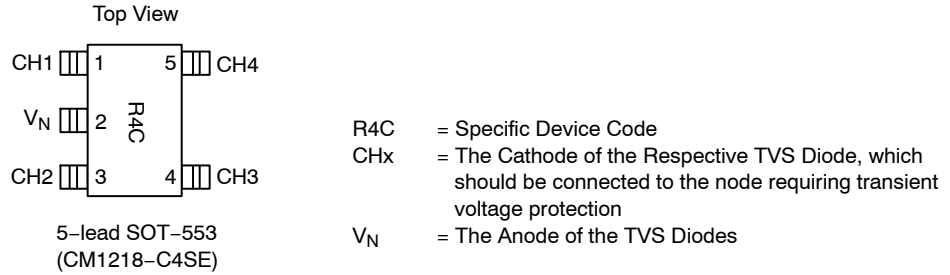 Top View
CH1 1 5 CH4
VN 2 R4C
CH2 3 4 CH3
5−lead SOT−553
(CM1218−C4SE)
R4C = Specific Device Code
CHx = The Cathode of the Respective TVS Diode, which
should be connected to the node requiring transient
voltage protection
VN = The Anode of the TVS Diodes